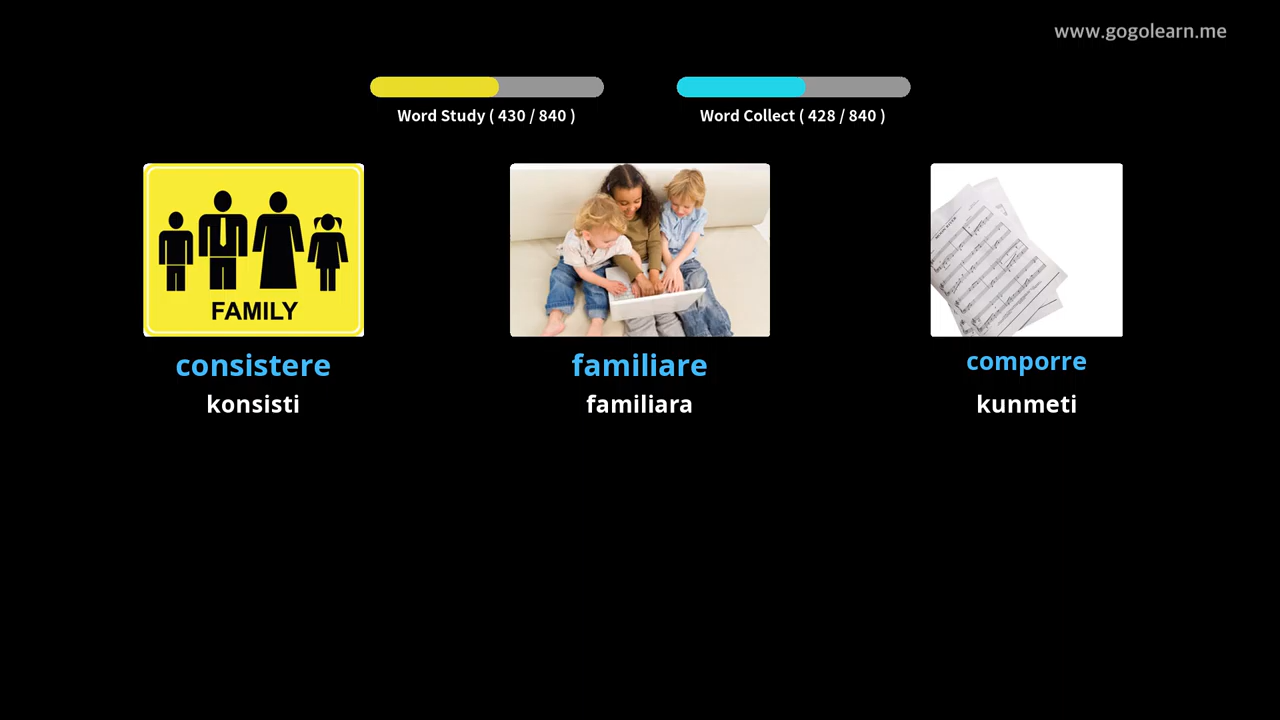 www.gogolearn.me
Word Study ( 430 / 840 )
Word Collect ( 428 / 840 )
FAMILY
consistere
familiare
comporre
konsisti
familiara
kunmeti